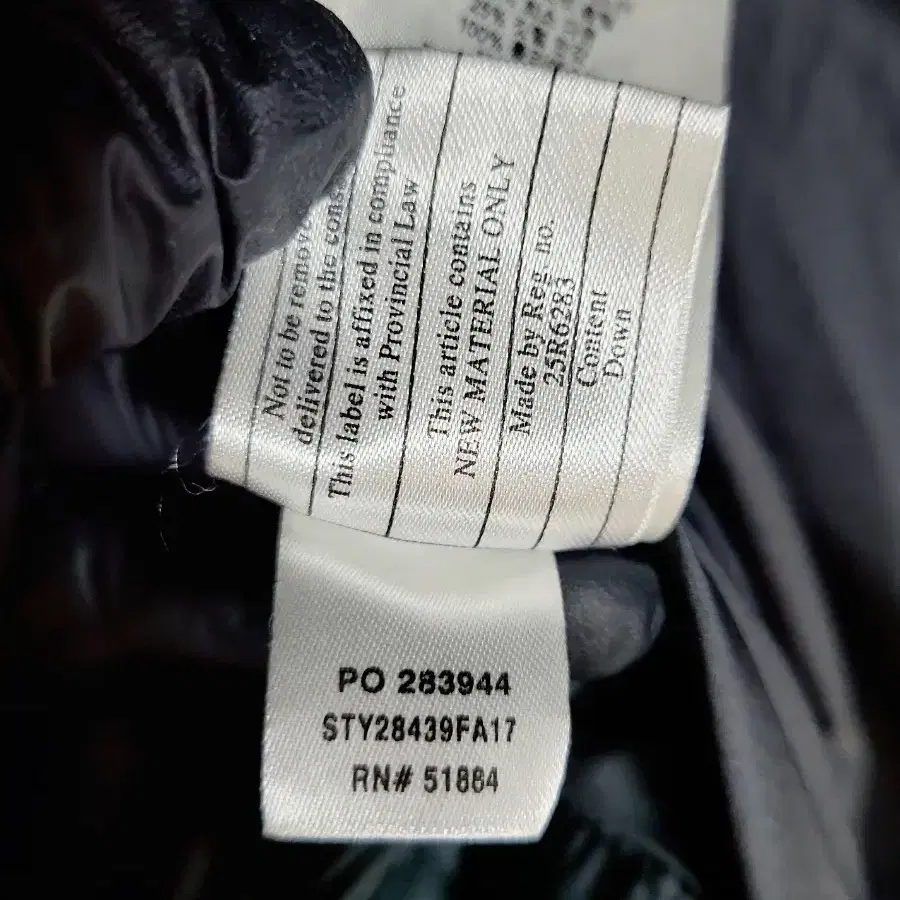 Not to be remov
delivered to the cons
This label is affixed in compliance
with Provincial Law
This article contains
NEW MATERIAL ONLY
Made by Reg no.
25R6283
Content
Down
PO 283944
STY28439FA17
RN# 51884